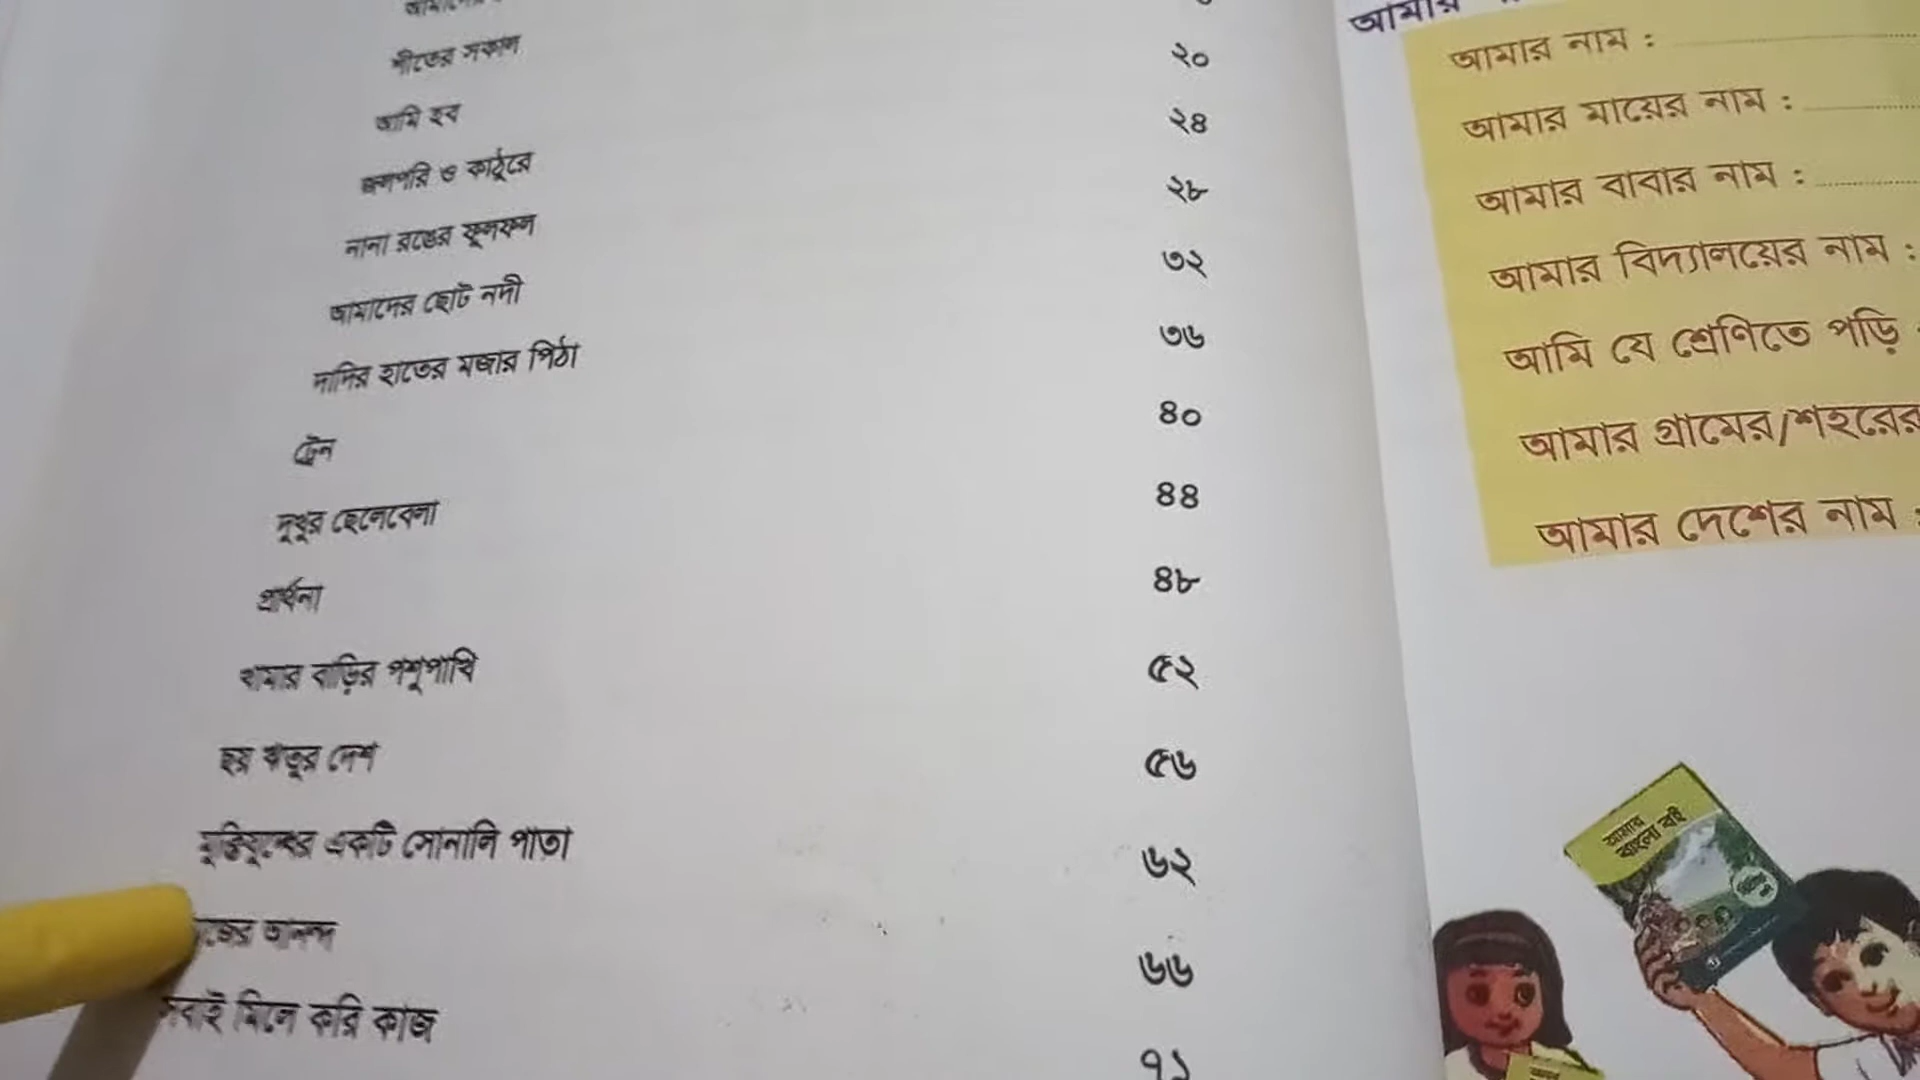 শীতের সকাল ২০
আমি হব ২৪
জলপরি ও কাঠুরে ২৮
নানা রঙের ফুলফল ৩২
আমাদের ছোট নদী ৩৬
দাদির হাতের মজার পিঠা ৪০
ট্রেন ৪৪
দুখুর ছেলেবেলা ৪৮
প্রার্থনা ৫২
খামার বাড়ির পশুপাখি ৫৬
ছয় ঋতুর দেশ ৬২
মুক্তিযুদ্ধের একটি সোনালি পাতা ৬৬
আনন্দ ৭১
সবাই মিলে করি কাজ
আমার
আমার নাম :
আমার মায়ের নাম :
আমার বাবার নাম :
আমার বিদ্যালয়ের নাম :
আমি যে শ্রেণিতে পড়ি
আমার গ্রামের/শহরের
আমার দেশের নাম :
আমার
বাংলা বই